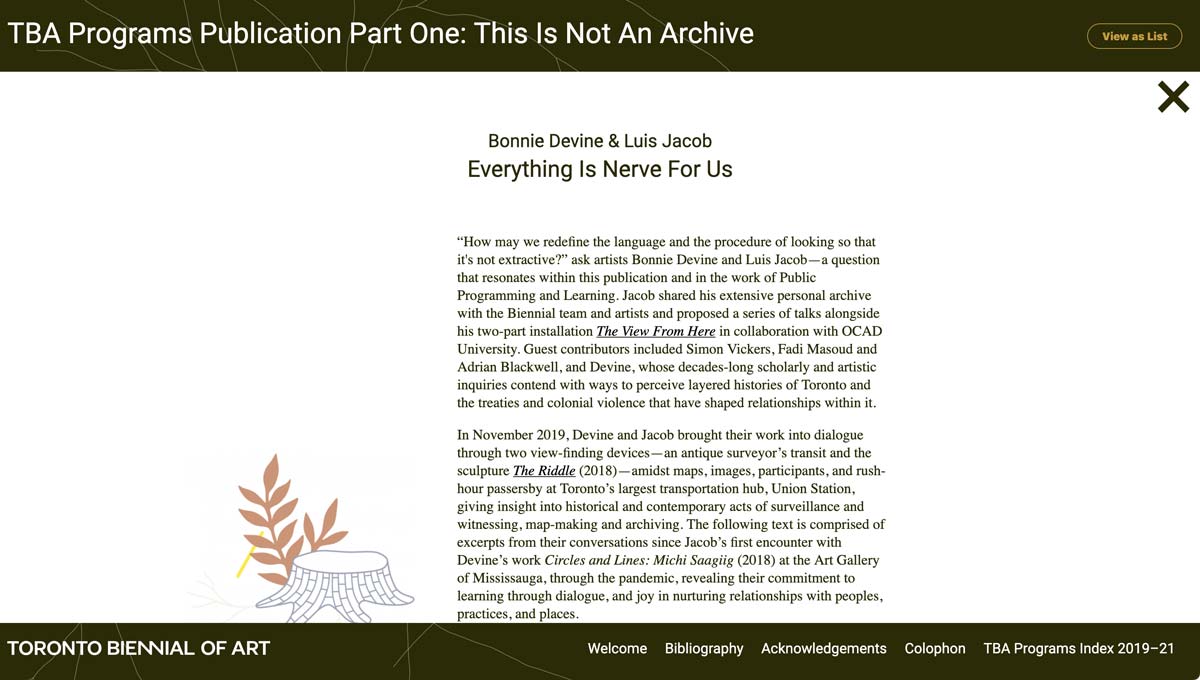 TBA Programs Publication Part One: This Is Not An Archive
View as List
Bonnie Devine & Luis Jacob
Everything Is Nerve For Us
“How may we redefine the language and the procedure of looking so that
it's not extractive?” ask artists Bonnie Devine and Luis Jacob—a question
that resonates within this publication and in the work of Public
Programming and Learning. Jacob shared his extensive personal archive
with the Biennial team and artists and proposed a series of talks alongside
his two-part installation The View From Here in collaboration with OCAD
University. Guest contributors included Simon Vickers, Fadi Masoud and
Adrian Blackwell, and Devine, whose decades-long scholarly and artistic
inquiries contend with ways to perceive layered histories of Toronto and
the treaties and colonial violence that have shaped relationships within it.
In November 2019, Devine and Jacob brought their work into dialogue
through two view-finding devices—an antique surveyor’s transit and the
sculpture The Riddle (2018)—amidst maps, images, participants, and rush-
hour passersby at Toronto’s largest transportation hub, Union Station,
giving insight into historical and contemporary acts of surveillance and
witnessing, map-making and archiving. The following text is comprised of
excerpts from their conversations since Jacob’s first encounter with
Devine’s work Circles and Lines: Michi Saagiig (2018) at the Art Gallery
of Mississauga, through the pandemic, revealing their commitment to
learning through dialogue, and joy in nurturing relationships with peoples,
practices, and places.
TORONTO BIENNIAL OF ART
Welcome Bibliography Acknowledgements Colophon TBA Programs Index 2019–21